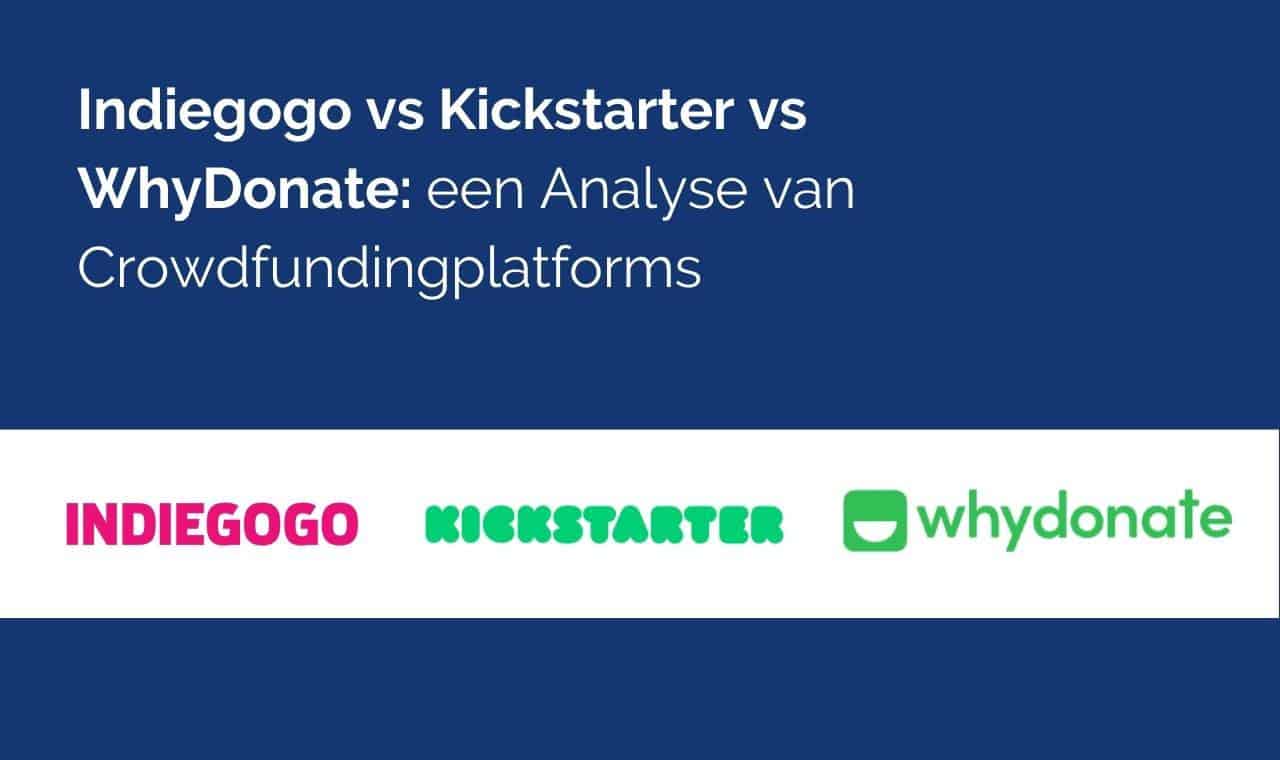 Indiegogo vs Kickstarter vs
WhyDonate: een Analyse van
Crowdfundingplatforms
INDIEGOGO KICKSTARTER whydonate